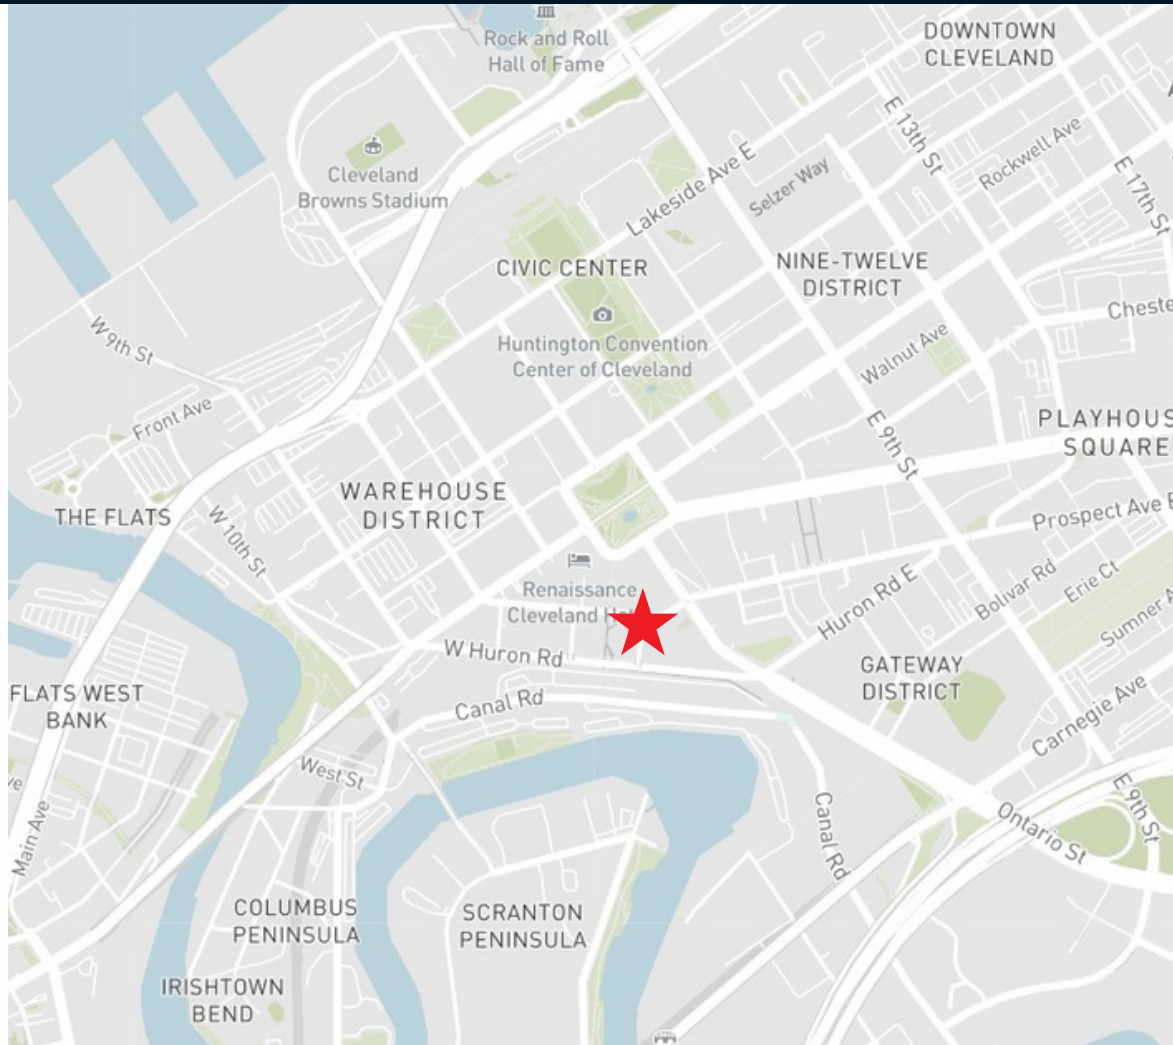 DOWNTOWN
CLEVELAND
Rock and Roll
Hall of Fame
E 13th St
Rockwell Ave
Cleveland
Browns Stadium
Lakeside Ave E
Selzer Way
E 17th St
CIVIC CENTER
NINE-TWELVE
DISTRICT
Cheste
W 9th St
Huntington Convention
Center of Cleveland
Walnut Ave
Front Ave
E 9th St
PLAYHOUS
SQUARE
WAREHOUSE
DISTRICT
THE FLATS
W 10th St
Prospect Ave E
Renaissance
Cleveland
Huron Rd E
Bolivar Rd
Erie Ct
Sumner A
W Huron Rd
GATEWAY
DISTRICT
FLATS WEST
BANK
Canal Rd
Carnegie Ave
West St
E 9th St
Main Ave
Canal Rd
Ontario St
COLUMBUS
PENINSULA
SCRANTON
PENINSULA
IRISHTOWN
BEND